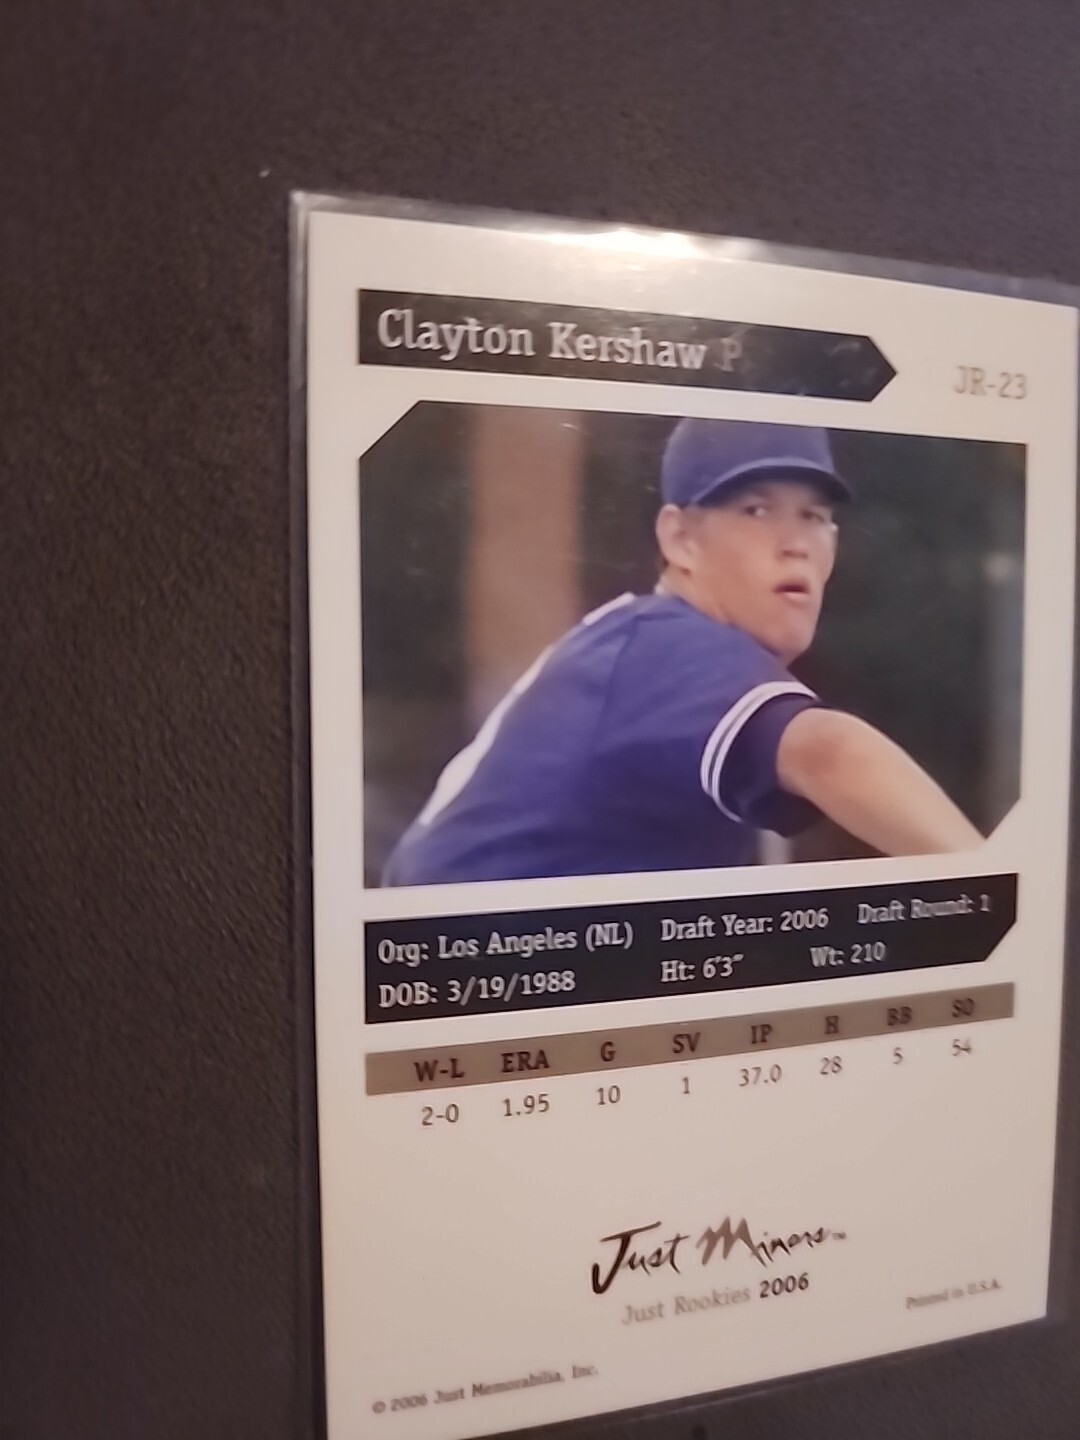 Clayton Kershaw P
JR-23
Org: Los Angeles (NL) Draft Year: 2006 Draft Round: 1
DOB: 3/19/1988 Ht: 6'3" Wt: 210
W-L ERA G SV IP H BB SO
2-0 1.95 10 1 37.0 28 5 54
Just Minors™
Just Rookies 2006
Printed in U.S.A.
© 2006 Just Memorabilia, Inc.